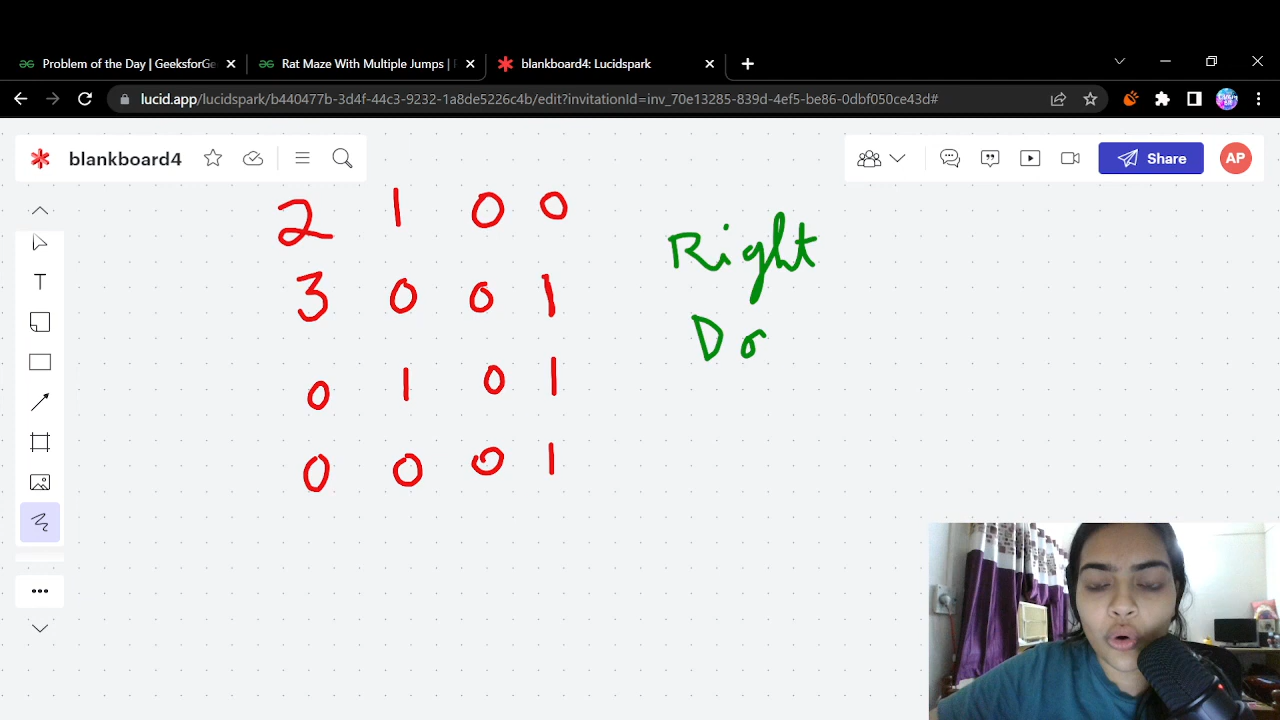 Problem of the Day | GeeksforGe
Rat Maze With Multiple Jumps |
blankboard4: Lucidspark
lucid.app/lucidspark/b440477b-3d4f-44c3-9232-1a8de5226c4b/edit?invitationId=inv_70e13285-839d-4ef5-be86-0dbf050ce43d#
blankboard4
Share
AP
T
2 1 0 0
3 0 0 1
0 1 0 1
0 0 0 1
Right
Do